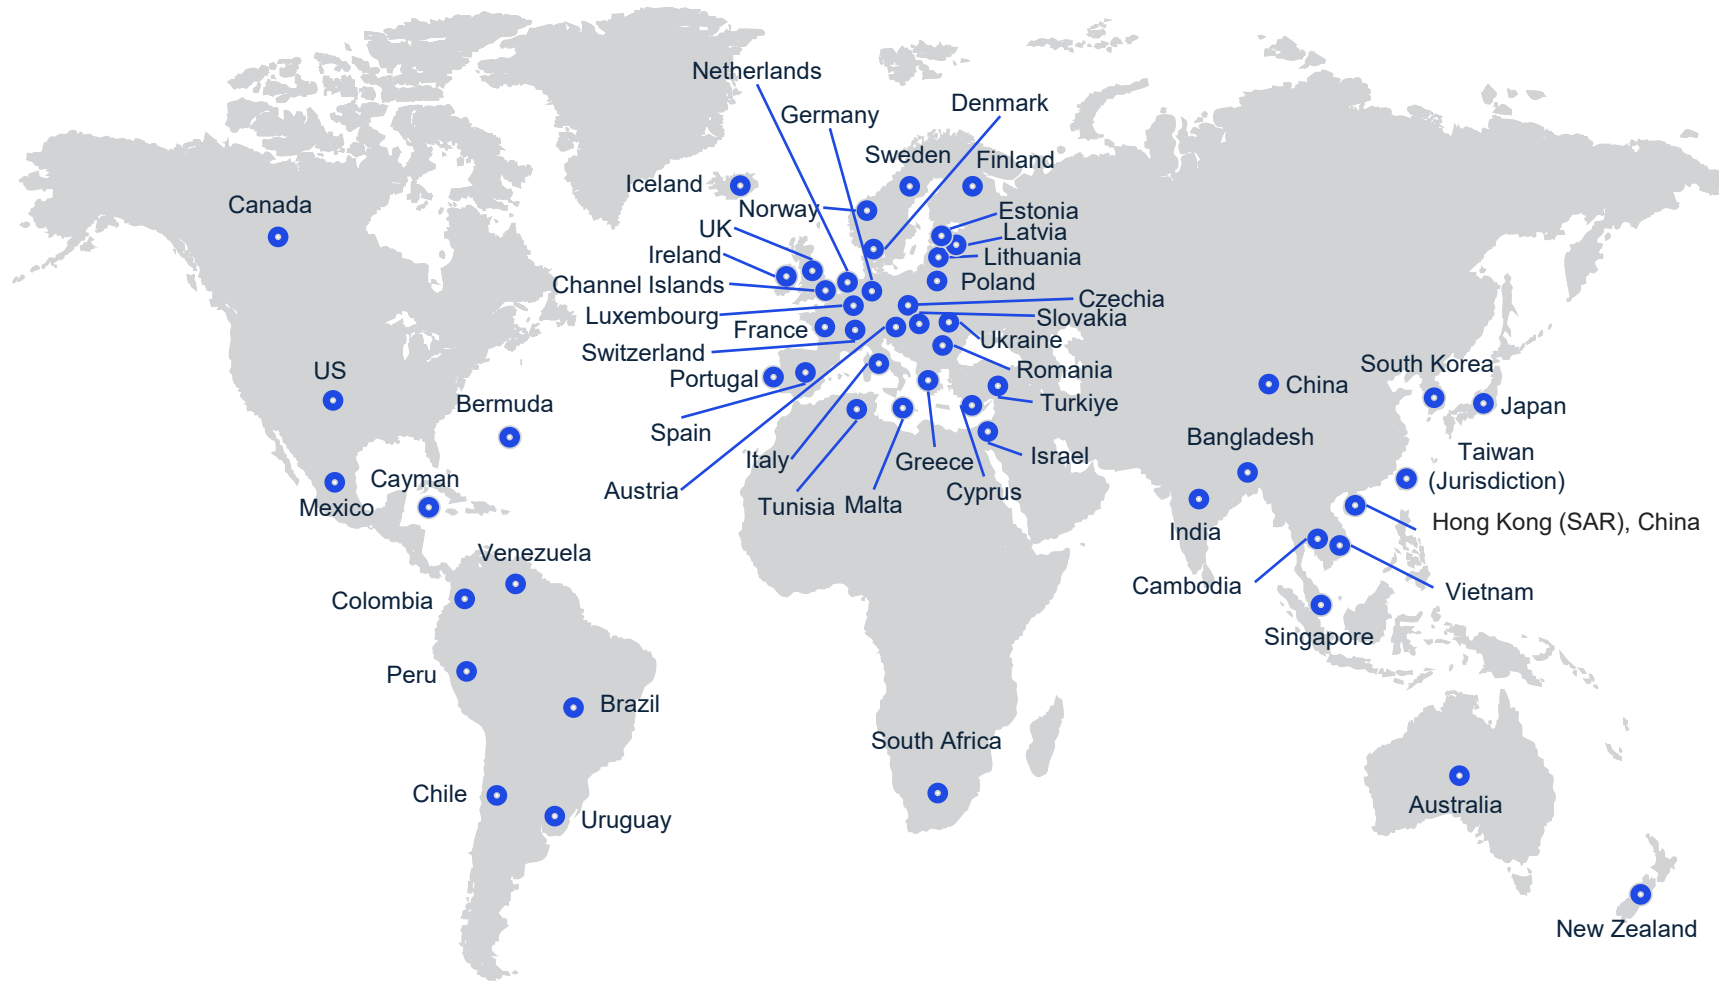 Netherlands
Germany
Denmark
Sweden
Finland
Iceland
Canada
Norway
Estonia
UK
Latvia
Ireland
Lithuania
Channel Islands
Poland
Czechia
Luxembourg
Slovakia
France
Ukraine
Switzerland
US
Portugal
Romania
South Korea
China
Bermuda
Turkiye
Japan
Spain
Bangladesh
Italy
Greece
Israel
Taiwan
(Jurisdiction)
Cayman
Austria
Cyprus
Mexico
Tunisia
Malta
Hong Kong (SAR), China
India
Venezuela
Cambodia
Vietnam
Colombia
Singapore
Peru
Brazil
South Africa
Chile
Australia
Uruguay
New Zealand